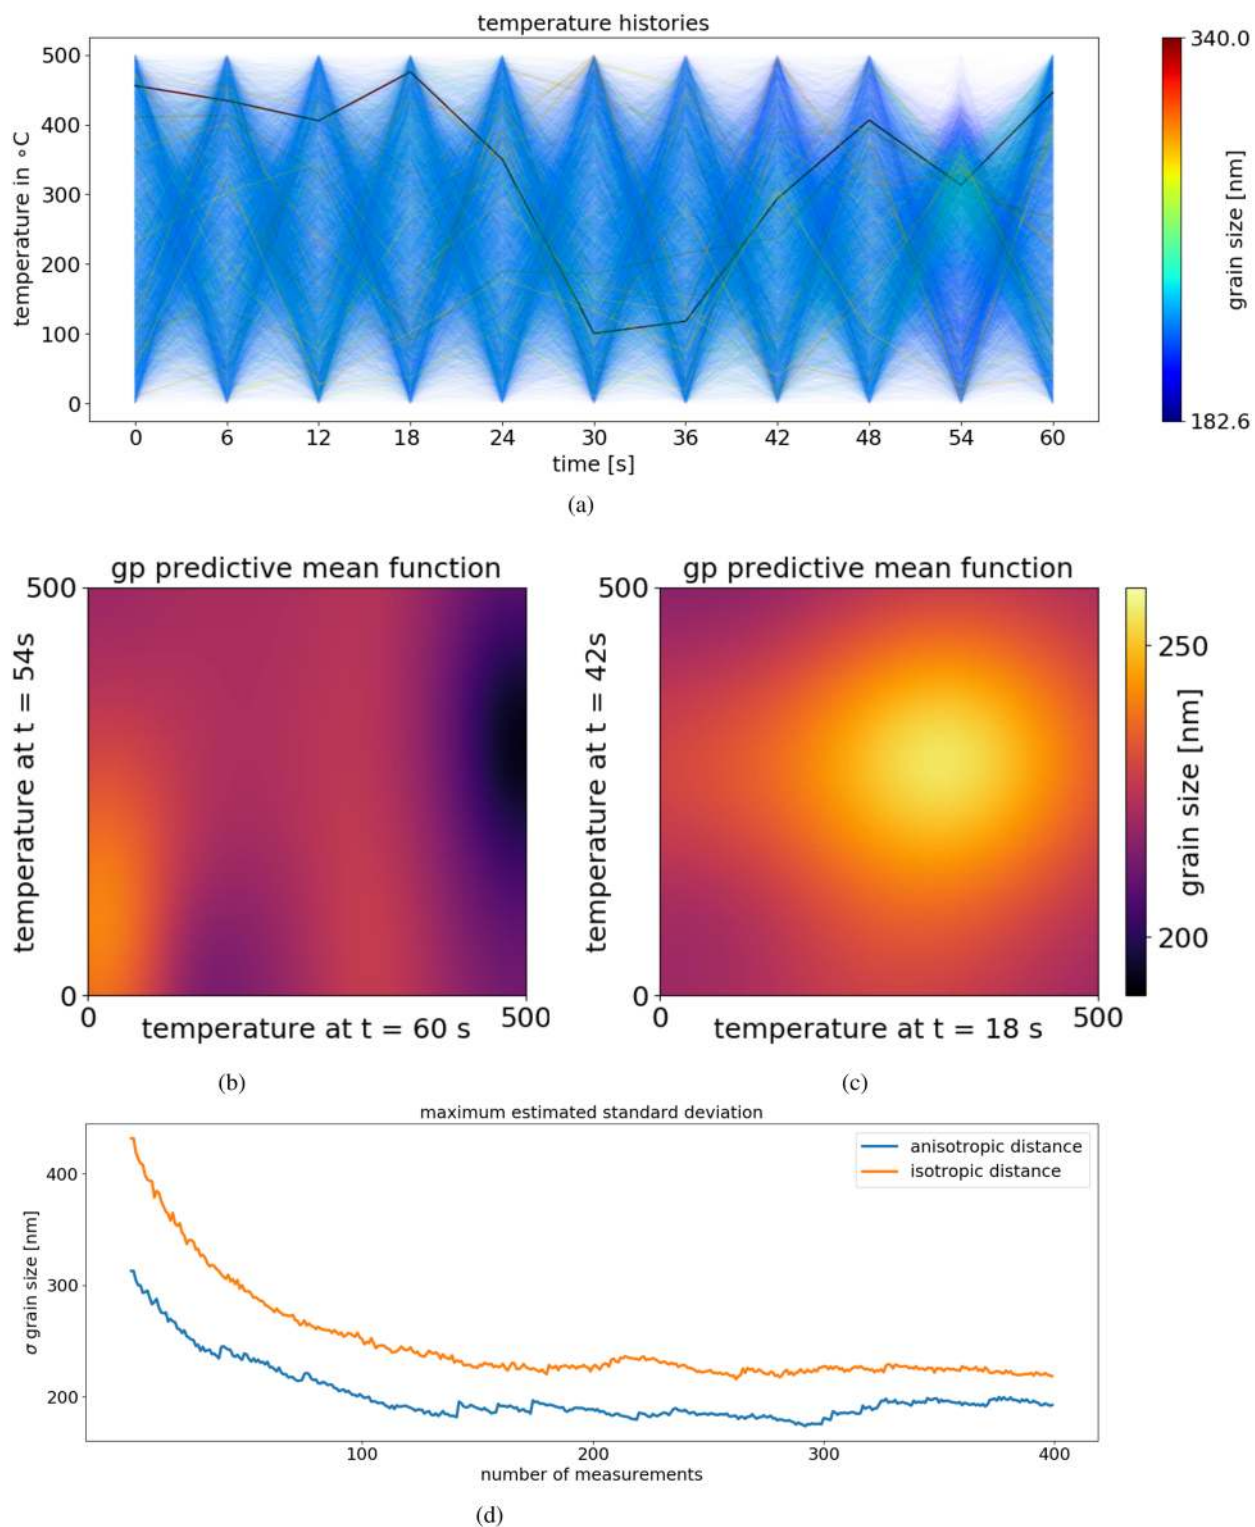 temperature histories
500
400
300
200
100
0
temperature in ∘C
0 6 12 18 24 30 36 42 48 54 60
time [s]
340.0
182.6
grain size [nm]
(a)
gp predictive mean function
500
0
temperature at t = 54s
0 500
temperature at t = 60 s
(b)
gp predictive mean function
500
0
temperature at t = 42s
0 500
temperature at t = 18 s
250
200
grain size [nm]
(c)
maximum estimated standard deviation
400
300
200
σ grain size [nm]
anisotropic distance
isotropic distance
100 200 300 400
number of measurements
(d)